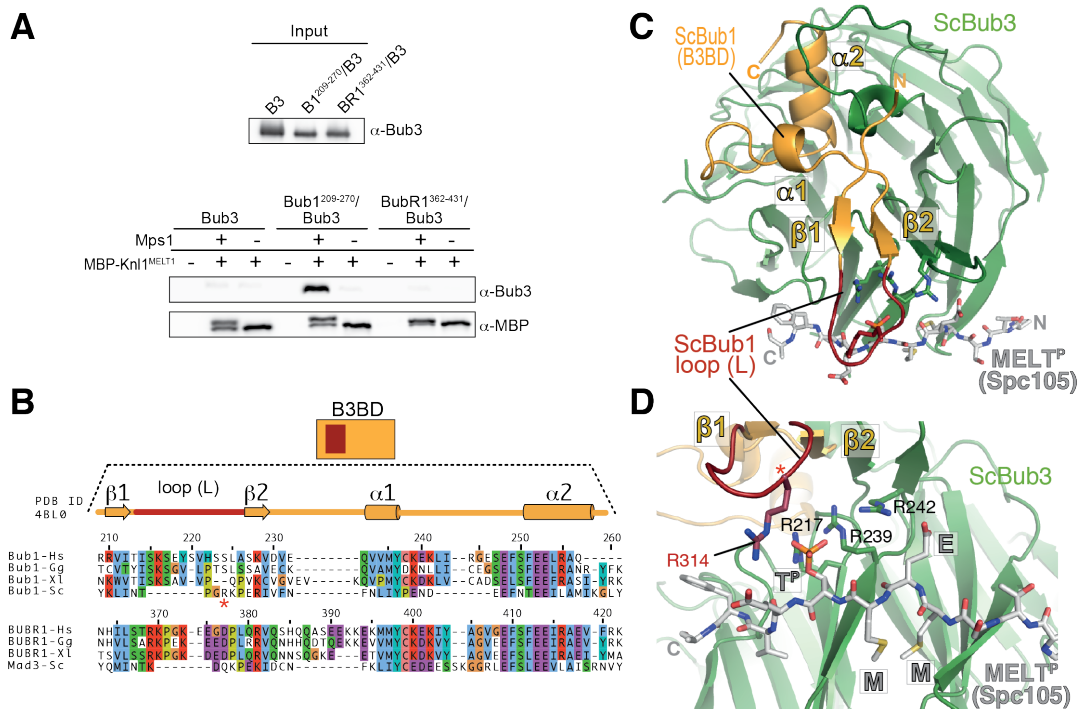 A
Input
B3
B1209-270/B3
BR1362-431/B3
α-Bub3
Bub3
Bub1209-270/
Bub3
BubR1362-431/
Bub3
Mps1 + - + - + -
MBP-Knl1MELT1 - + + - + + - + +
α-Bub3
α-MBP
B
B3BD
PDB ID
4BL0
β1
loop (L)
β2
α1
α2
210 220 230 240 250 260
Bub1-Hs
Bub1-Gg
Bub1-Xl
Bub1-Sc
*
370 380 390 400 410 420
BUBR1-Hs
BUBR1-Gg
BUBR1-Xl
Mad3-Sc
C
ScBub1
(B3BD)
ScBub3
C
α2
N
α1
β1
β2
ScBub1
loop (L)
C
N
MELTP
(Spc105)
D
β1
*
β2
ScBub3
R242
R217
R239
E
R314
TP
C
M
M
MELTP
(Spc105)